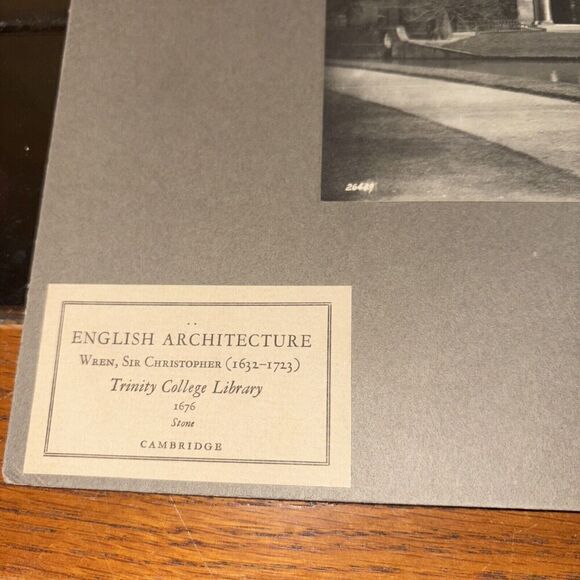 26489
ENGLISH ARCHITECTURE
Wren, Sir Christopher (1632–1723)
Trinity College Library
1676
Stone
CAMBRIDGE